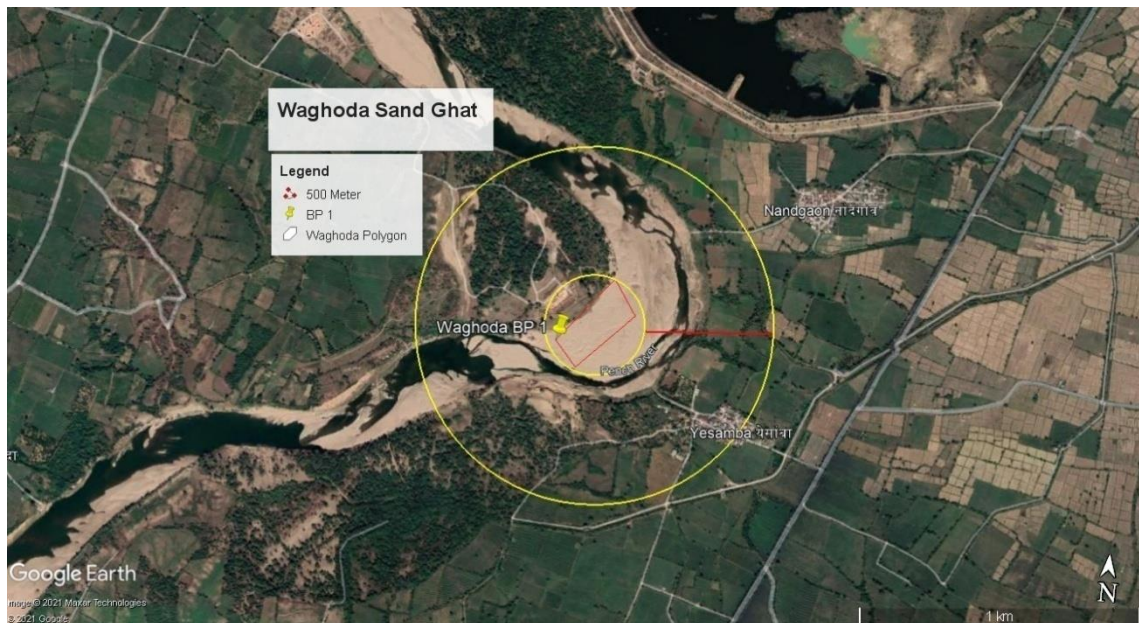 Waghoda Sand Ghat
Legend
500 Meter
BP 1
Waghoda Polygon
Nandgaon नांदगांव
Waghoda BP 1
Pench River
Yesamba
दा
Google Earth
Image © 2021 Maxar Technologies
© 2021 Google
N
1 km